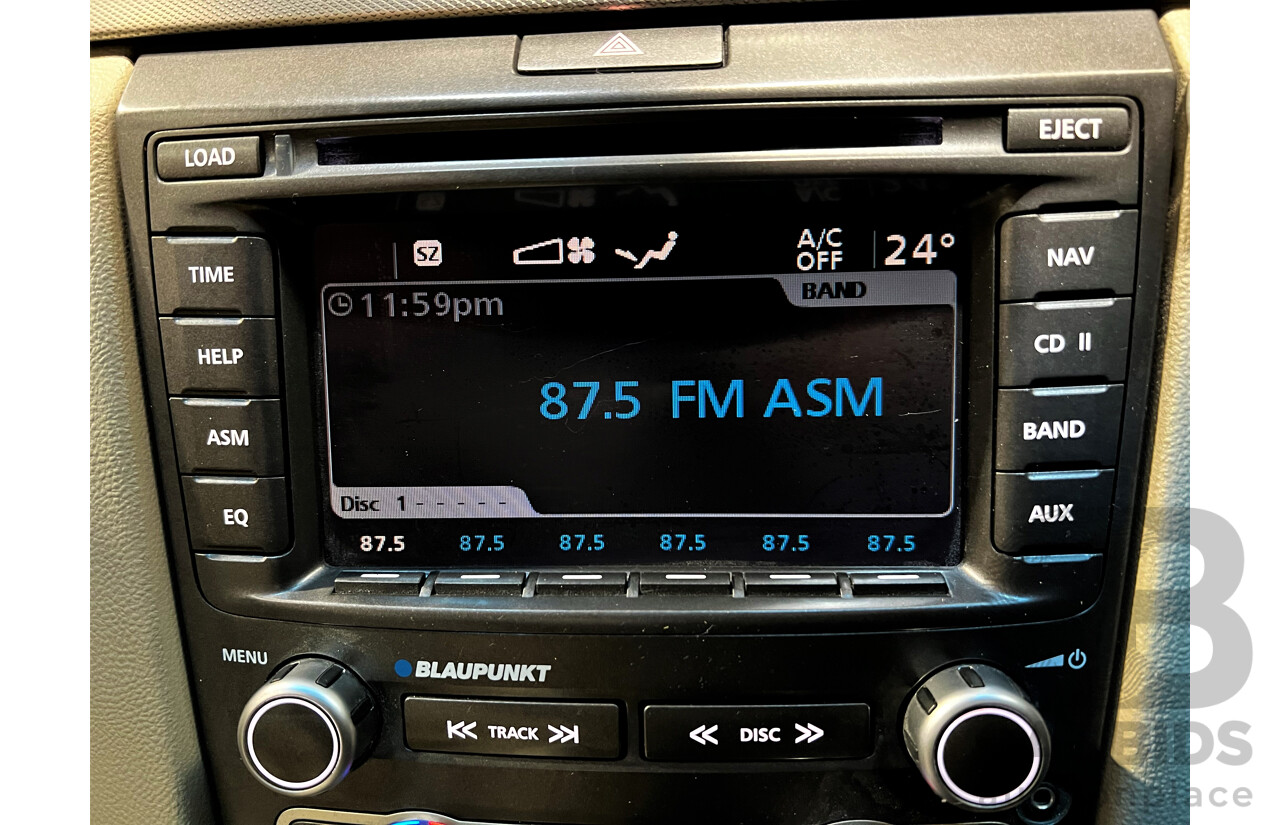 LOAD
EJECT
TIME
HELP
ASM
EQ
SZ
A/C
OFF
24°
BAND
11:59pm
87.5 FM ASM
Disc 1 - - - - -
87.5 87.5 87.5 87.5 87.5 87.5
NAV
CD II
BAND
AUX
MENU
BLAUPUNKT
TRACK
DISC
B
BIDS